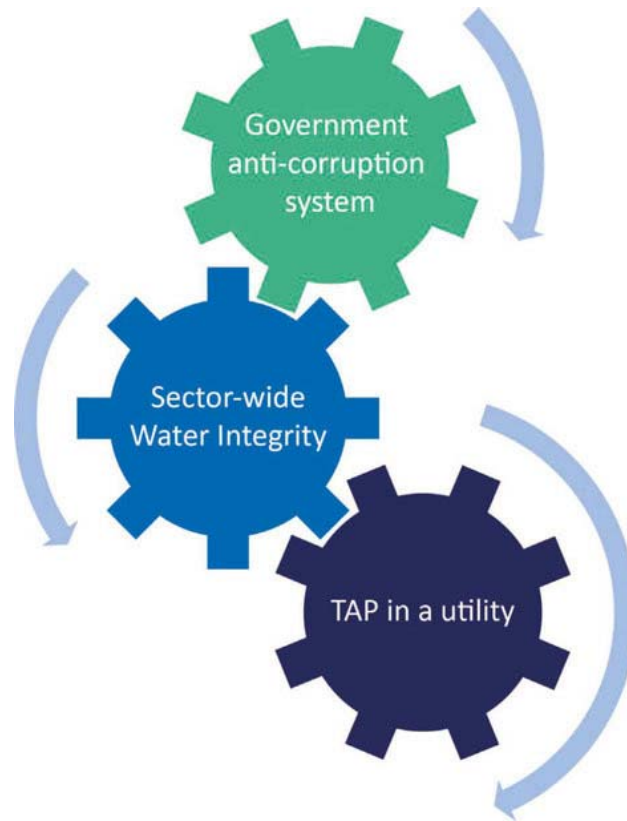 Government
anti-corruption
system
Sector-wide
Water Integrity
TAP in a utility